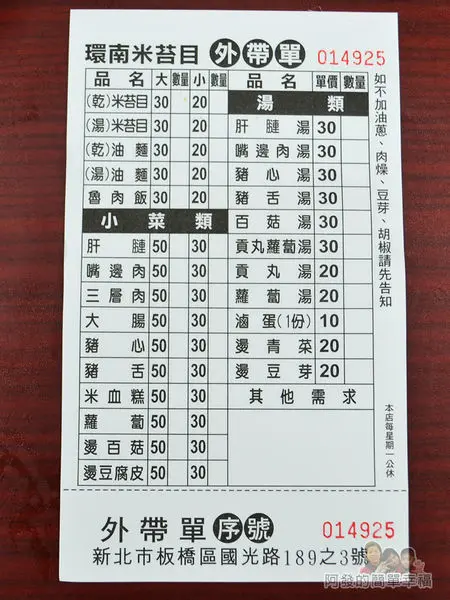 環南米苔目 外帶單 014925
品名 大 數量 小 數量
(乾)米苔目 30 20
(湯)米苔目 30 20
(乾)油麵 30 20
(湯)油麵 30 20
魯肉飯 30 20
小菜類
肝腱 50 30
嘴邊肉 50 30
三層肉 50 30
大腸 50 30
豬心 50 30
豬舌 50 30
米血糕 50 30
蘿蔔 50 30
燙百菇 50 30
燙豆腐皮 50 30
品名 單價 數量
湯類
肝腱湯 30
嘴邊肉湯 30
豬心湯 30
豬舌湯 30
百菇湯 30
貢丸蘿蔔湯 30
貢丸湯 20
蘿蔔湯 20
滷蛋(1份) 10
燙青菜 20
燙豆芽 20
其他需求
如不加油蔥、肉燥、豆芽、胡椒請先告知
本店每星期一公休
外帶單 序號 014925
新北市板橋區國光路189之3號
阿發的簡單幸福